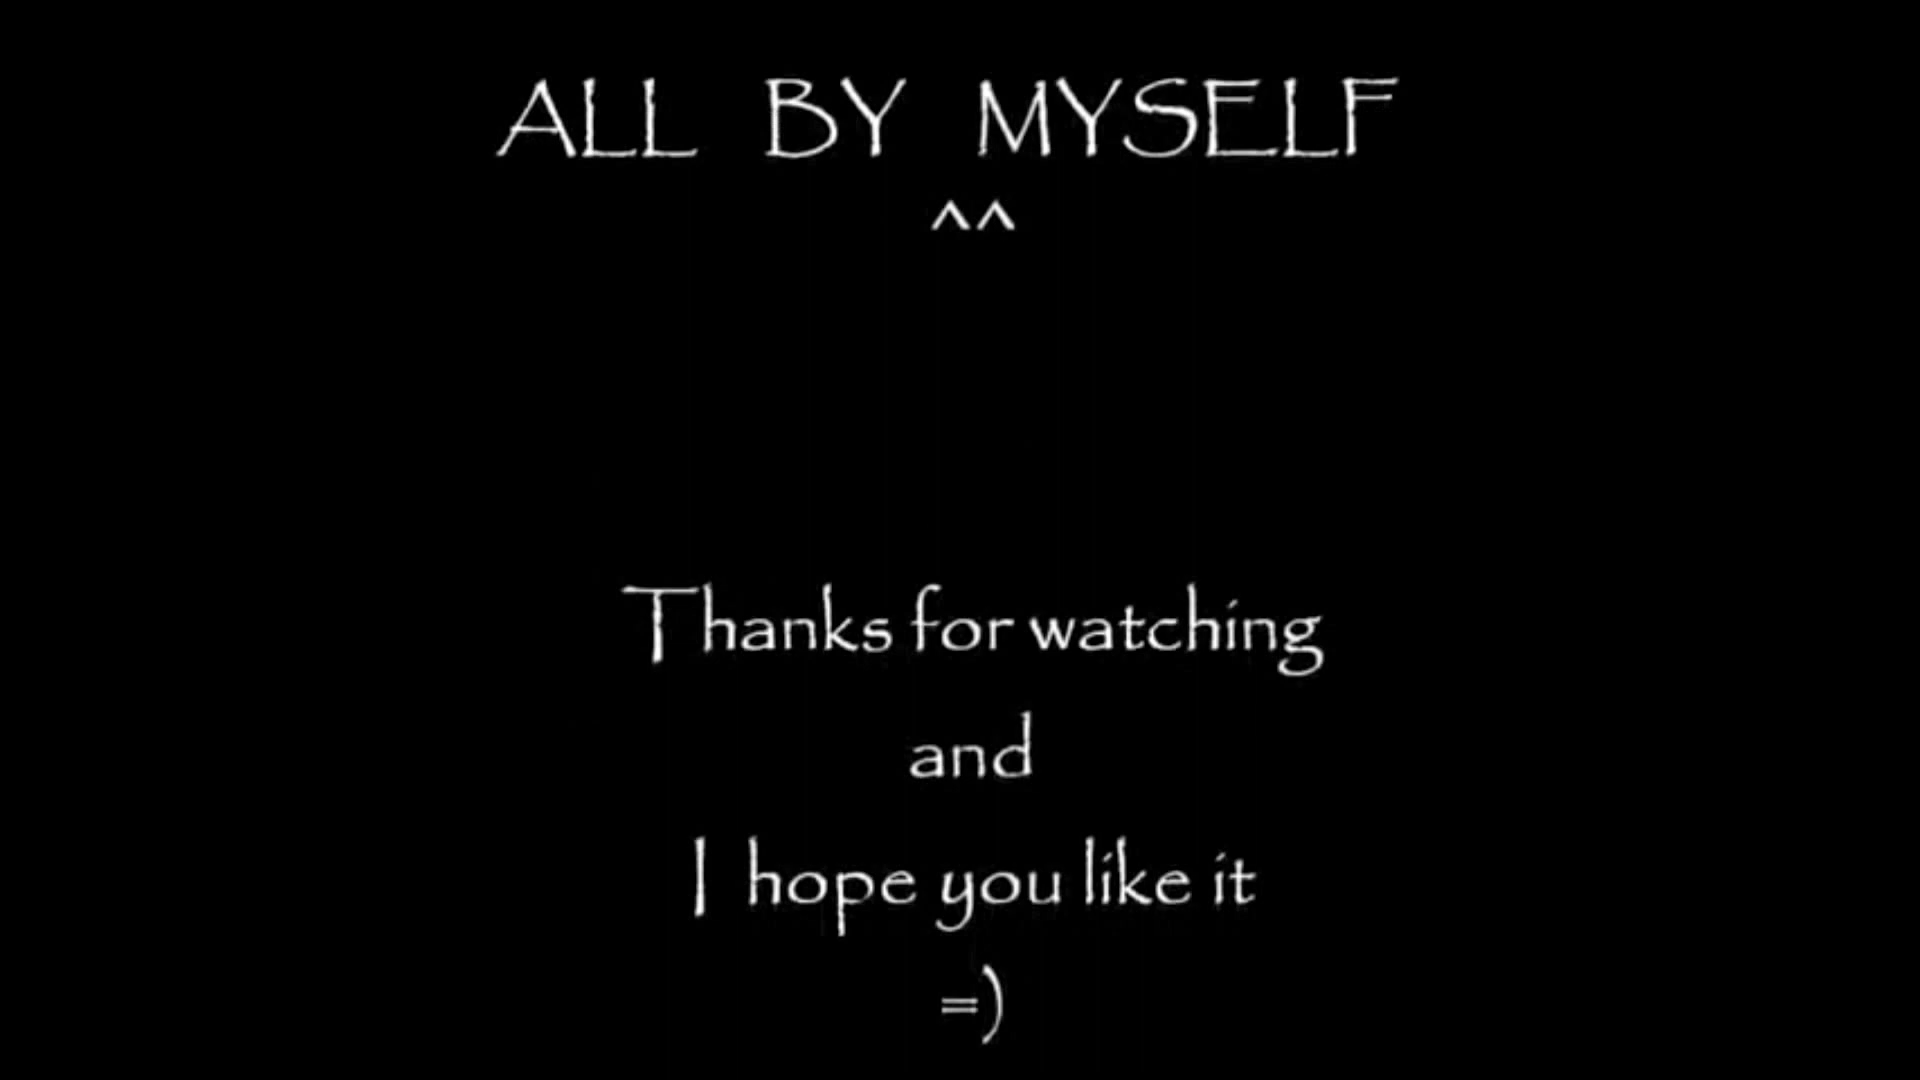 ALL BY MYSELF
^^
Thanks for watching
and
I hope you like it
=)